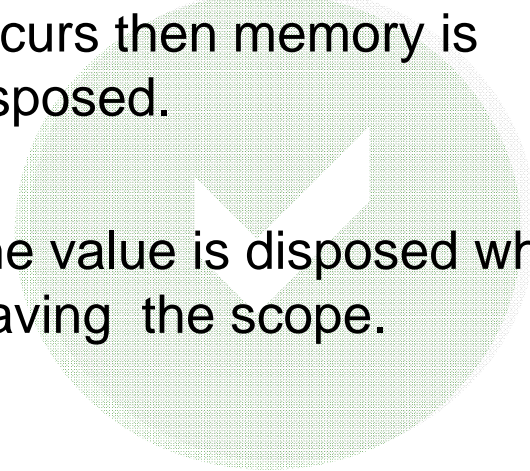 curs then memory is
sposed.
e value is disposed wh
aving the scope.